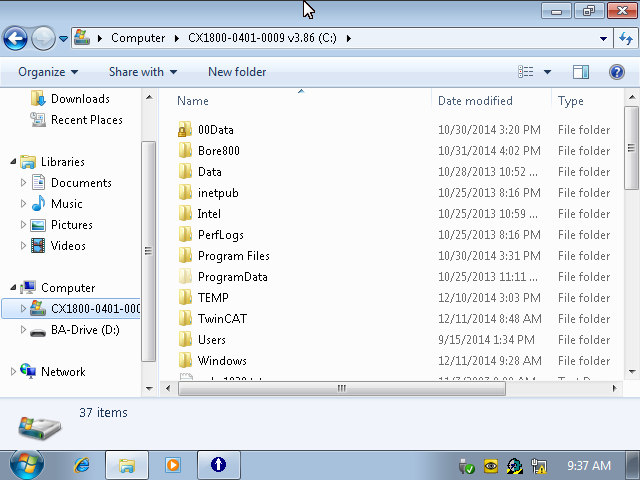 Computer
CX1800-0401-0009 v3.86 (C:)
Organize
Share with
New folder
Downloads
Recent Places
Libraries
Documents
Music
Pictures
Videos
Computer
CX1800-0401-000
BA-Drive (D:)
Network
Name Date modified Type
00Data 10/30/2014 3:20 PM File folder
Bore800 10/31/2014 4:02 PM File folder
Data 10/28/2013 10:52 ... File folder
inetpub 10/25/2013 8:16 PM File folder
Intel 10/25/2013 10:59 ... File folder
PerfLogs 10/25/2013 8:16 PM File folder
Program Files 10/30/2014 3:31 PM File folder
ProgramData 10/25/2013 11:11 ... File folder
TEMP 12/10/2014 3:03 PM File folder
TwinCAT 12/11/2014 8:48 AM File folder
Users 9/15/2014 1:34 PM File folder
Windows 12/11/2014 9:28 AM File folder
37 items
9:37 AM